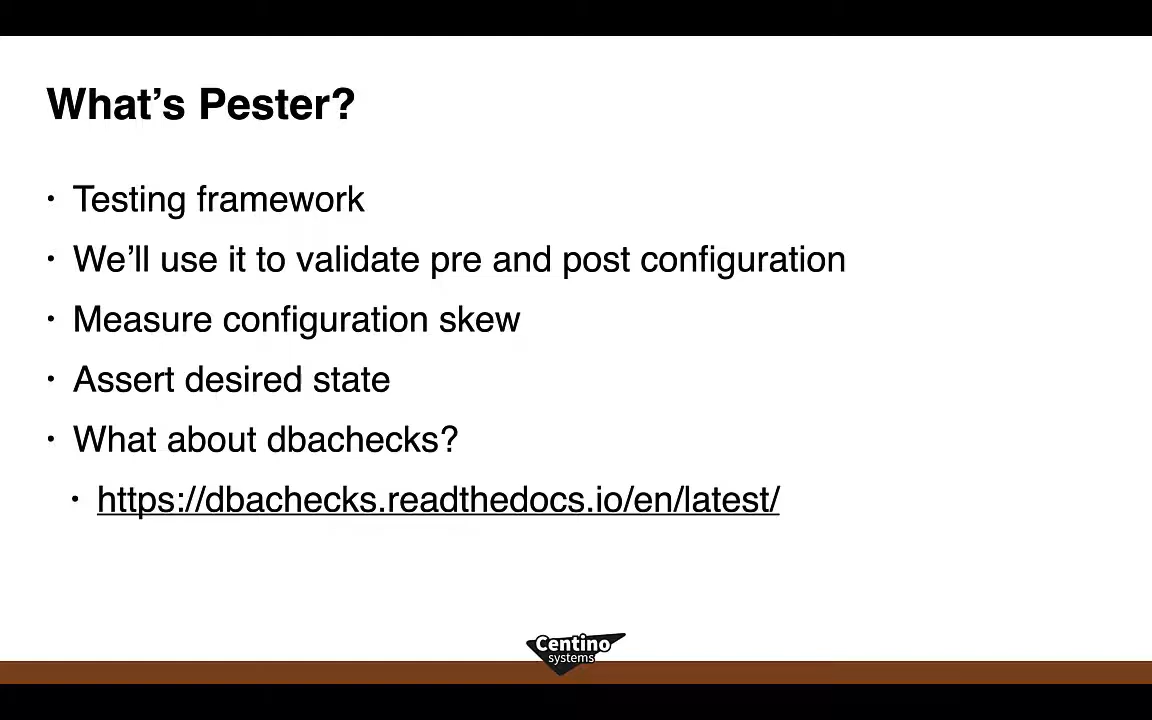 What’s Pester?
• Testing framework
• We’ll use it to validate pre and post configuration
• Measure configuration skew
• Assert desired state
• What about dbachecks?
• https://dbachecks.readthedocs.io/en/latest/
Centino
systems